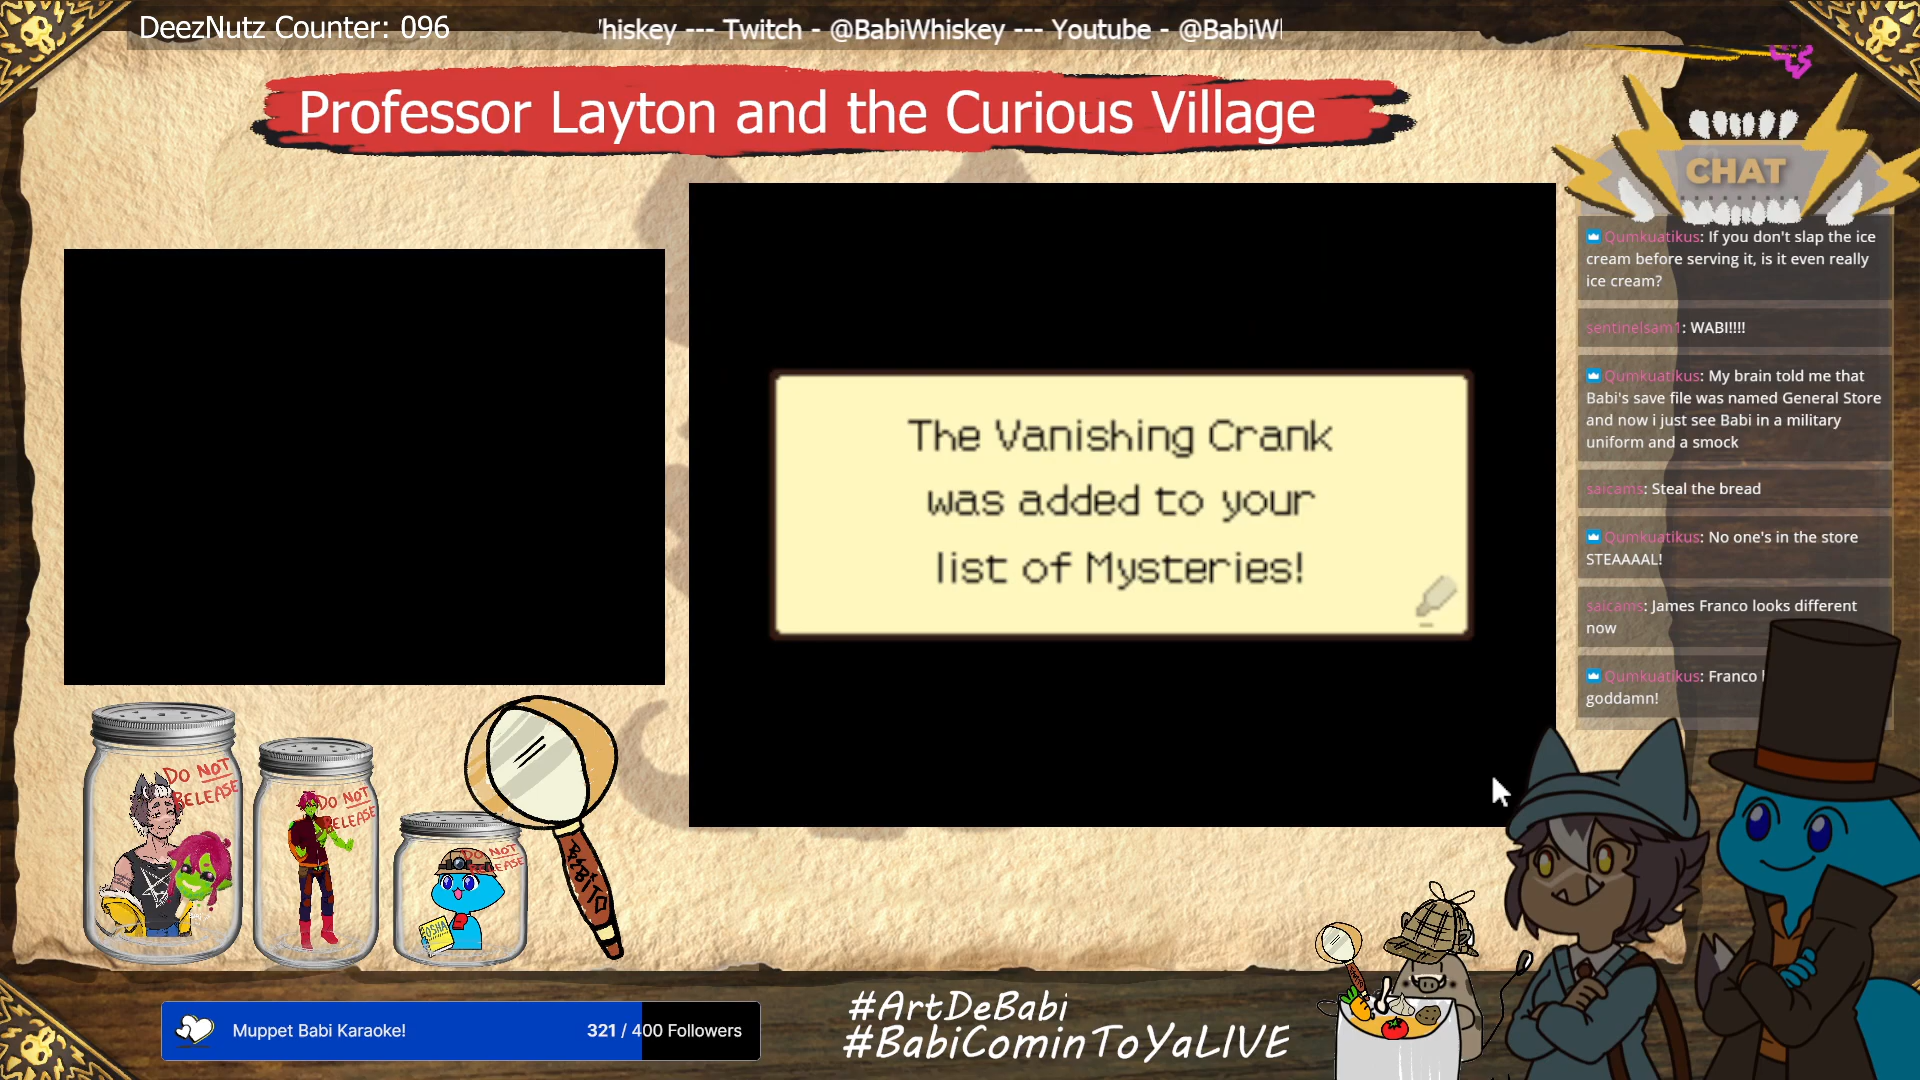 DeezNutz Counter: 096
hiskey --- Twitch - @BabiWhiskey --- Youtube - @BabiW
Professor Layton and the Curious Village
CHAT
Qumkuatikus: If you don't slap the ice
cream before serving it, is it even really
ice cream?
sentinelsam1: WABI!!!!
Qumkuatikus: My brain told me that
Babi's save file was named General Store
and now i just see Babi in a military
uniform and a smock
saicams: Steal the bread
Qumkuatikus: No one's in the store
STEAAAAL!
saicams: James Franco looks different
now
Qumkuatikus: Franco
goddamn!
The Vanishing Crank
was added to your
list of Mysteries!
DO NOT
RELEASE
DO NOT
RELEASE
DO NOT
OSHA
BABITO
Muppet Babi Karaoke!
321 / 400 Followers
#ArtDeBabi
#BabiCominToYaLIVE